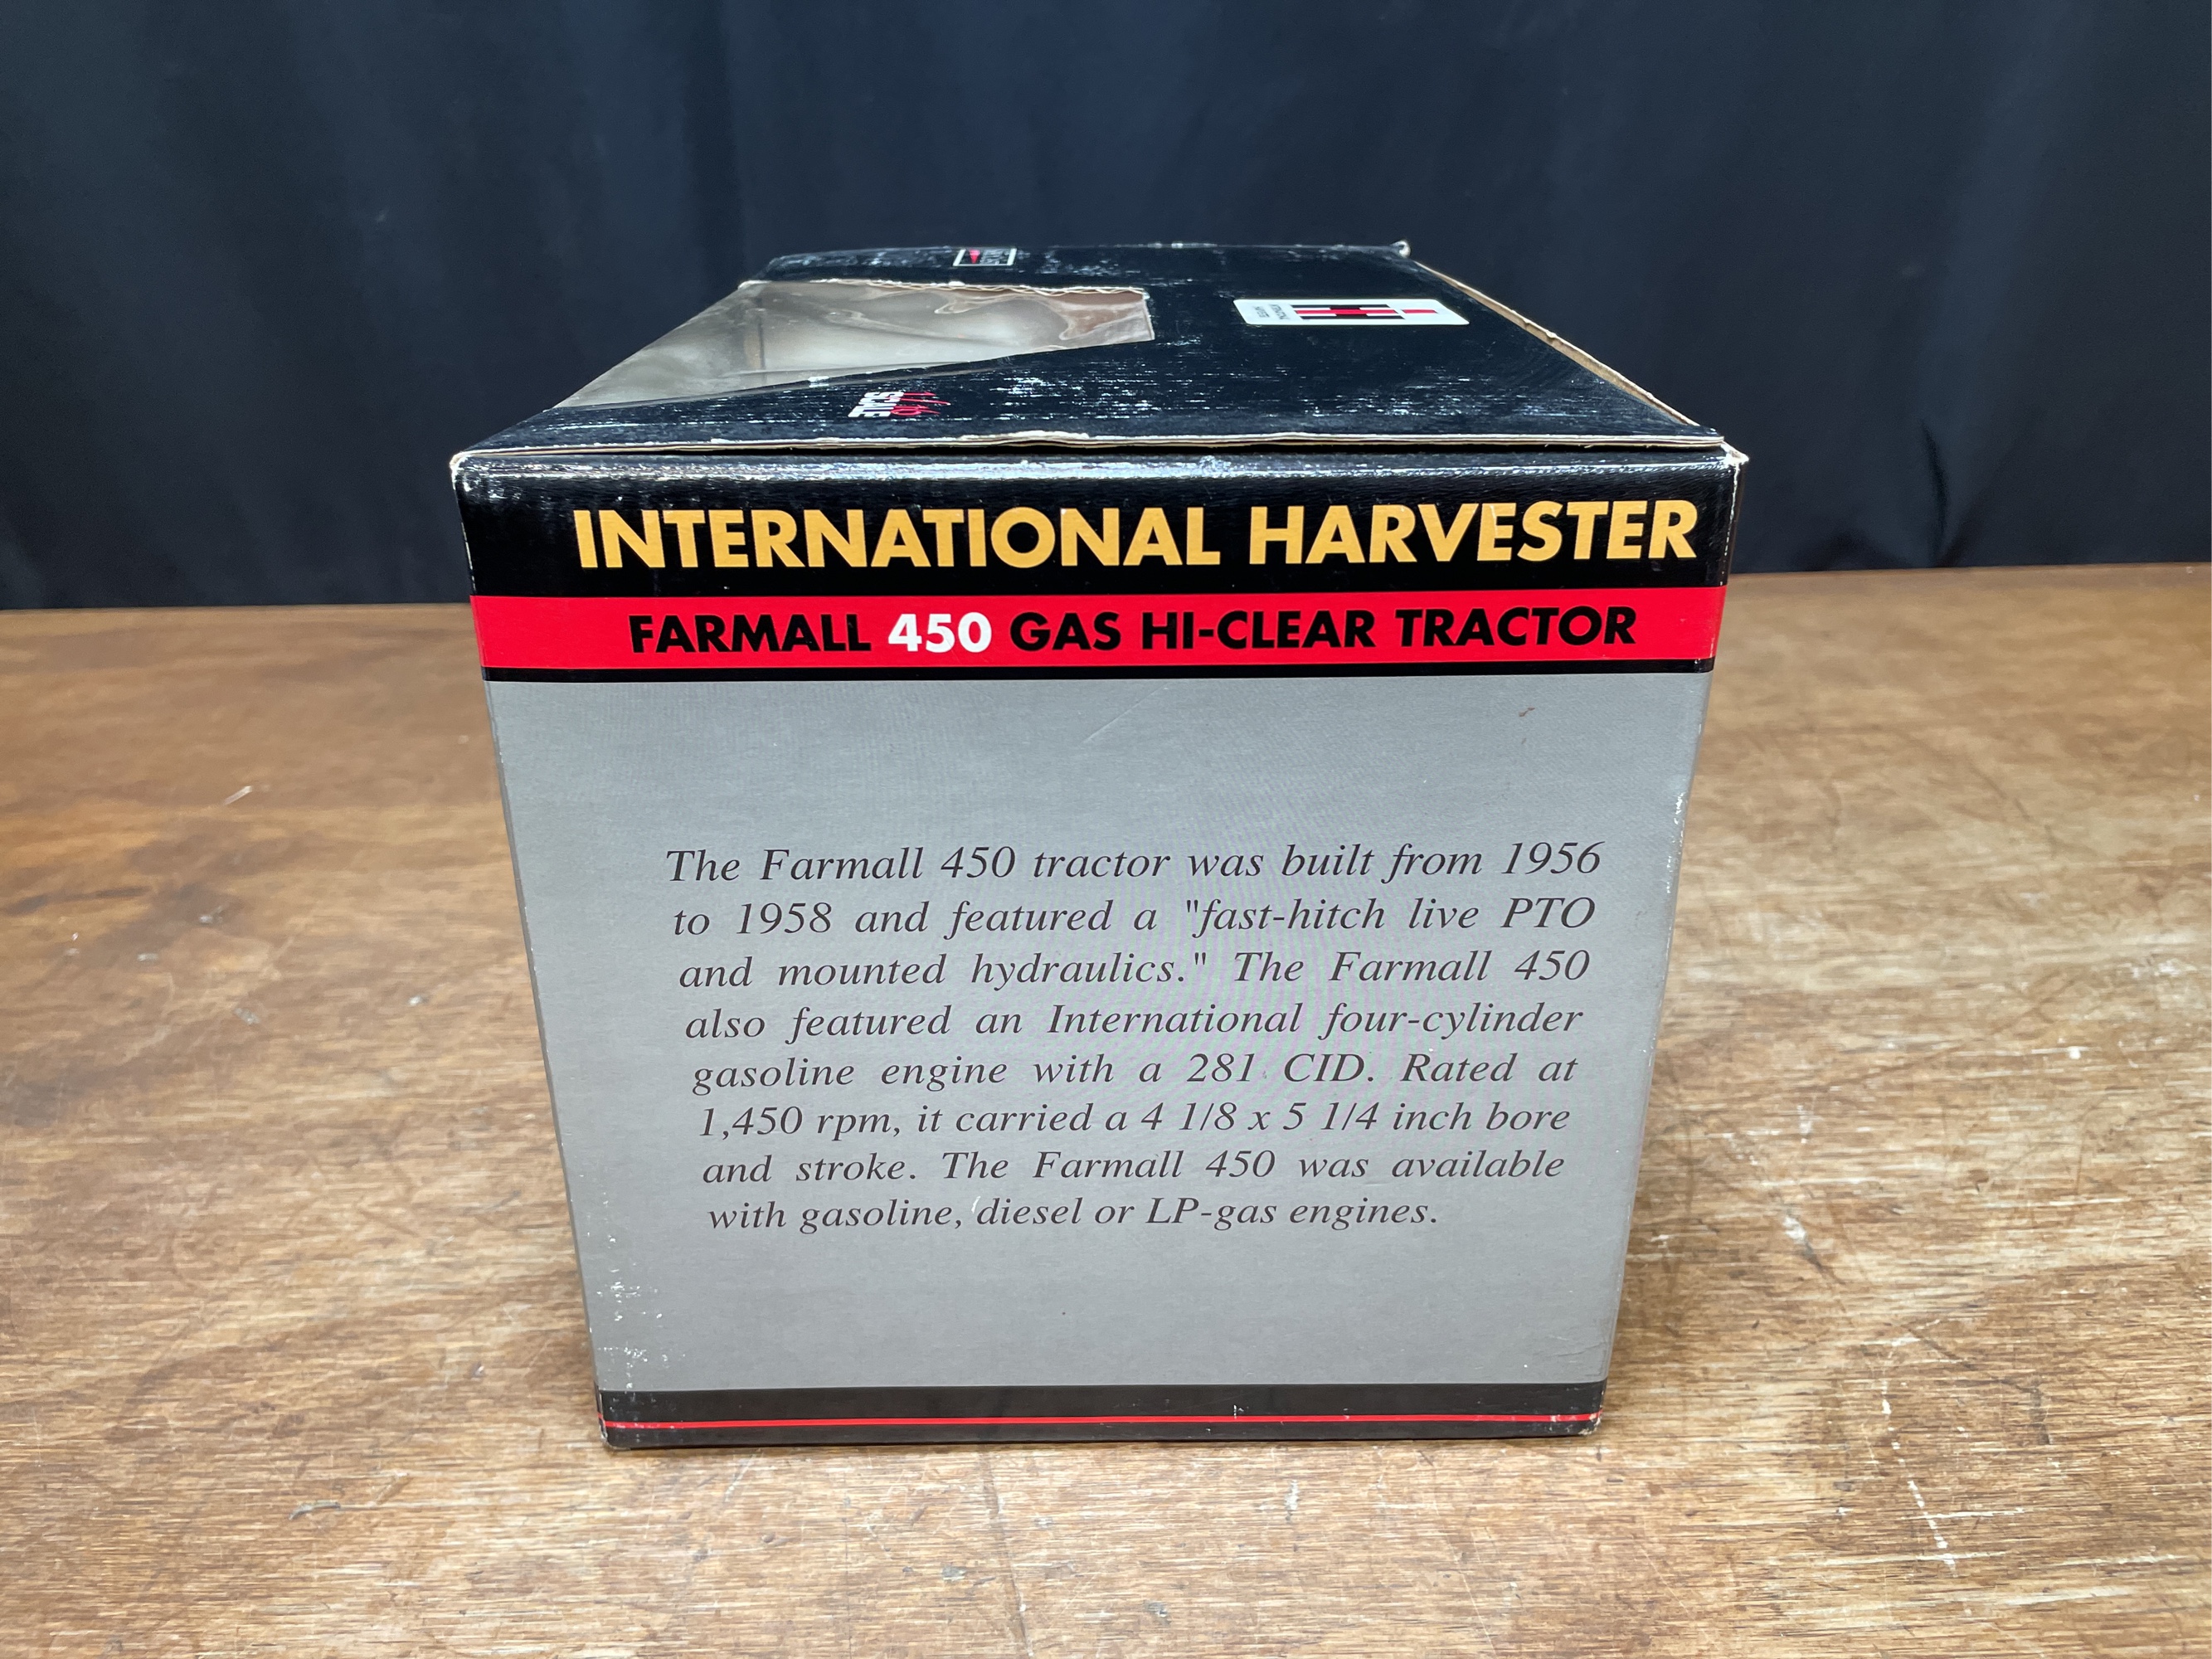 1/16
SCALE
INTERNATIONAL HARVESTER
FARMALL 450 GAS HI-CLEAR TRACTOR
The Farmall 450 tractor was built from 1956
to 1958 and featured a "fast-hitch live PTO
and mounted hydraulics." The Farmall 450
also featured an International four-cylinder
gasoline engine with a 281 CID. Rated at
1,450 rpm, it carried a 4 1/8 x 5 1/4 inch bore
and stroke. The Farmall 450 was available
with gasoline, diesel or LP-gas engines.